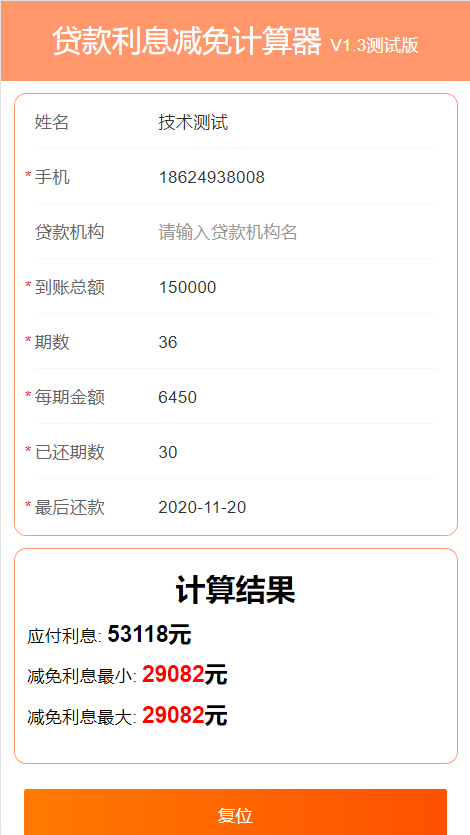 贷款利息减免计算器 V1.3测试版
姓名 技术测试
* 手机 18624938008
贷款机构 请输入贷款机构名
* 到账总额 150000
* 期数 36
* 每期金额 6450
* 已还期数 30
* 最后还款 2020-11-20
计算结果
应付利息: 53118元
减免利息最小: 29082元
减免利息最大: 29082元
复位